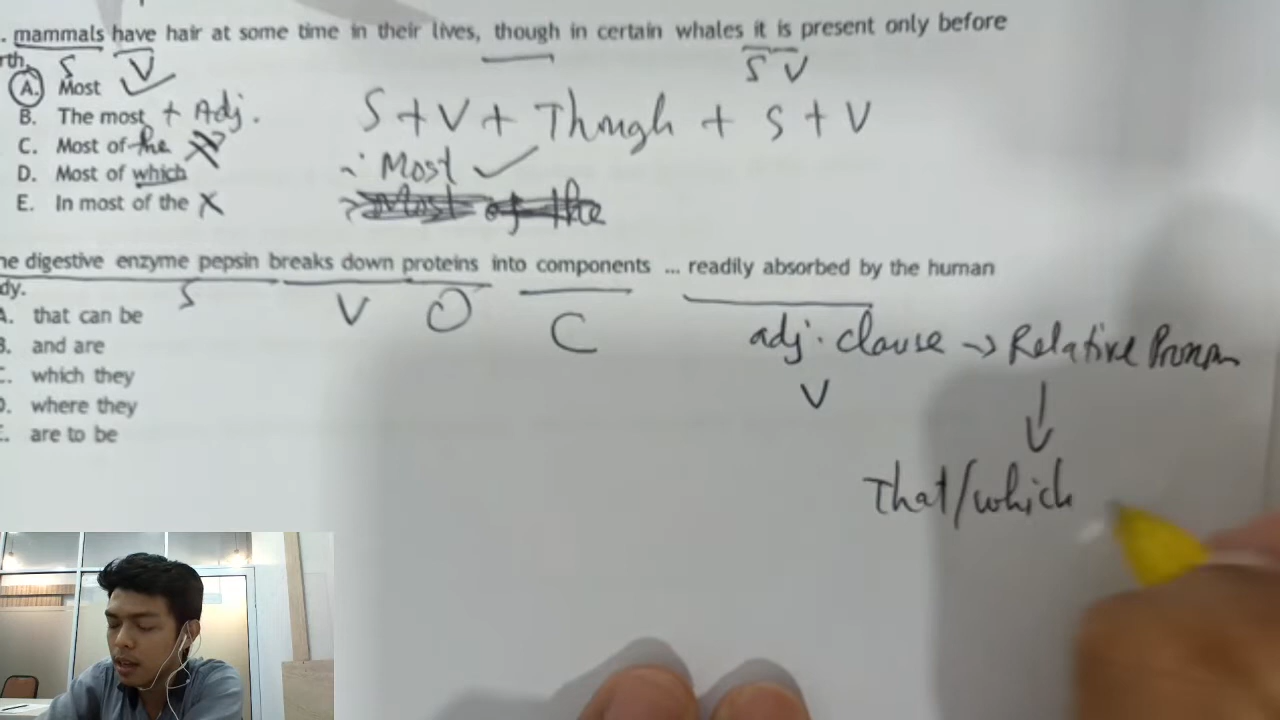 . mammals have hair at some time in their lives, though in certain whales it is present only before
rth.
S V S V
A. Most
B. The most + Adj.
C. Most of the
D. Most of which
E. In most of the X
S + V + Though + S + V
Most
Most of the
he digestive enzyme pepsin breaks down proteins into components ... readily absorbed by the human
dy.
S V O C
A. that can be
B. and are
C. which they
D. where they
E. are to be
adj. clause → Relative
V
That/which